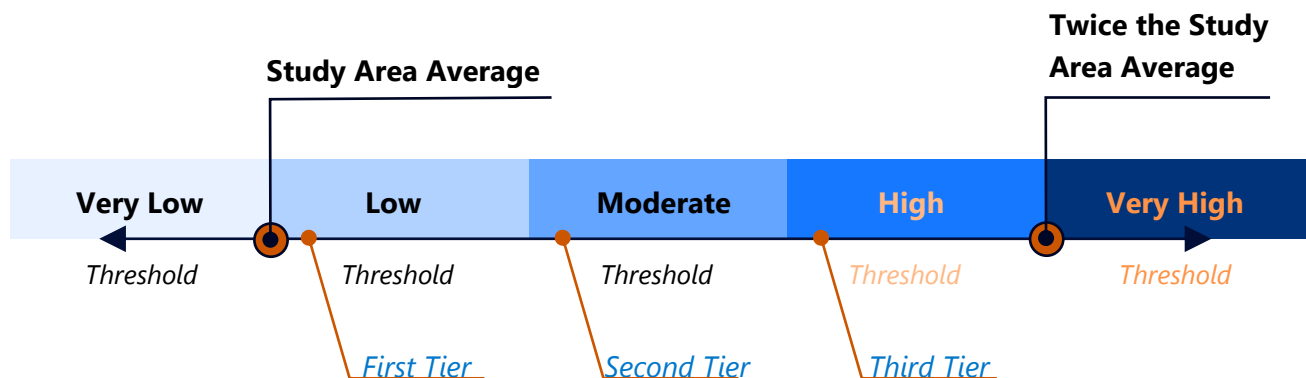 Twice the Study
Area Average
Study Area Average
Very Low
Low
Moderate
High
Very High
Threshold
Threshold
Threshold
Threshold
Threshold
First Tier
Second Tier
Third Tier